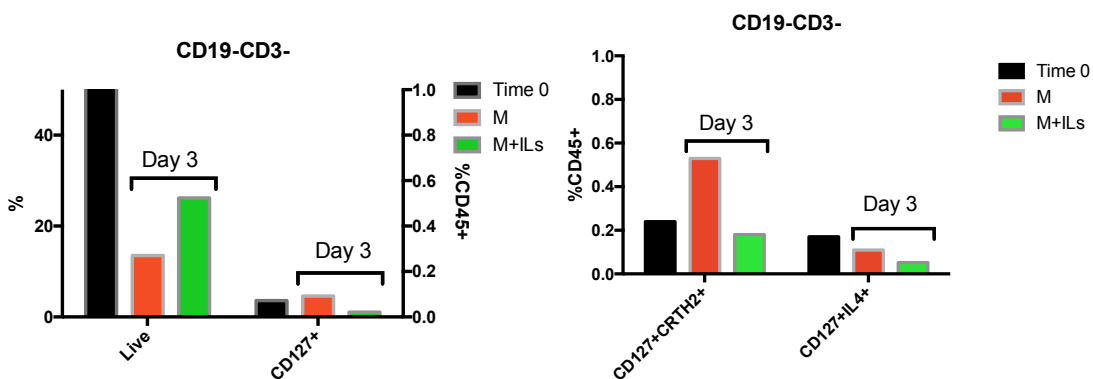 CD19-CD3-
%
40
20
0
Day 3
Day 3
1.0
0.8
0.6
0.4
0.2
0.0
%CD45+
Live
CD127+
Time 0
M
M+ILs
CD19-CD3-
%CD45+
1.0
0.8
0.6
0.4
0.2
0.0
Day 3
Day 3
CD127+CRTH2+
CD127+IL4+
Time 0
M
M+ILs